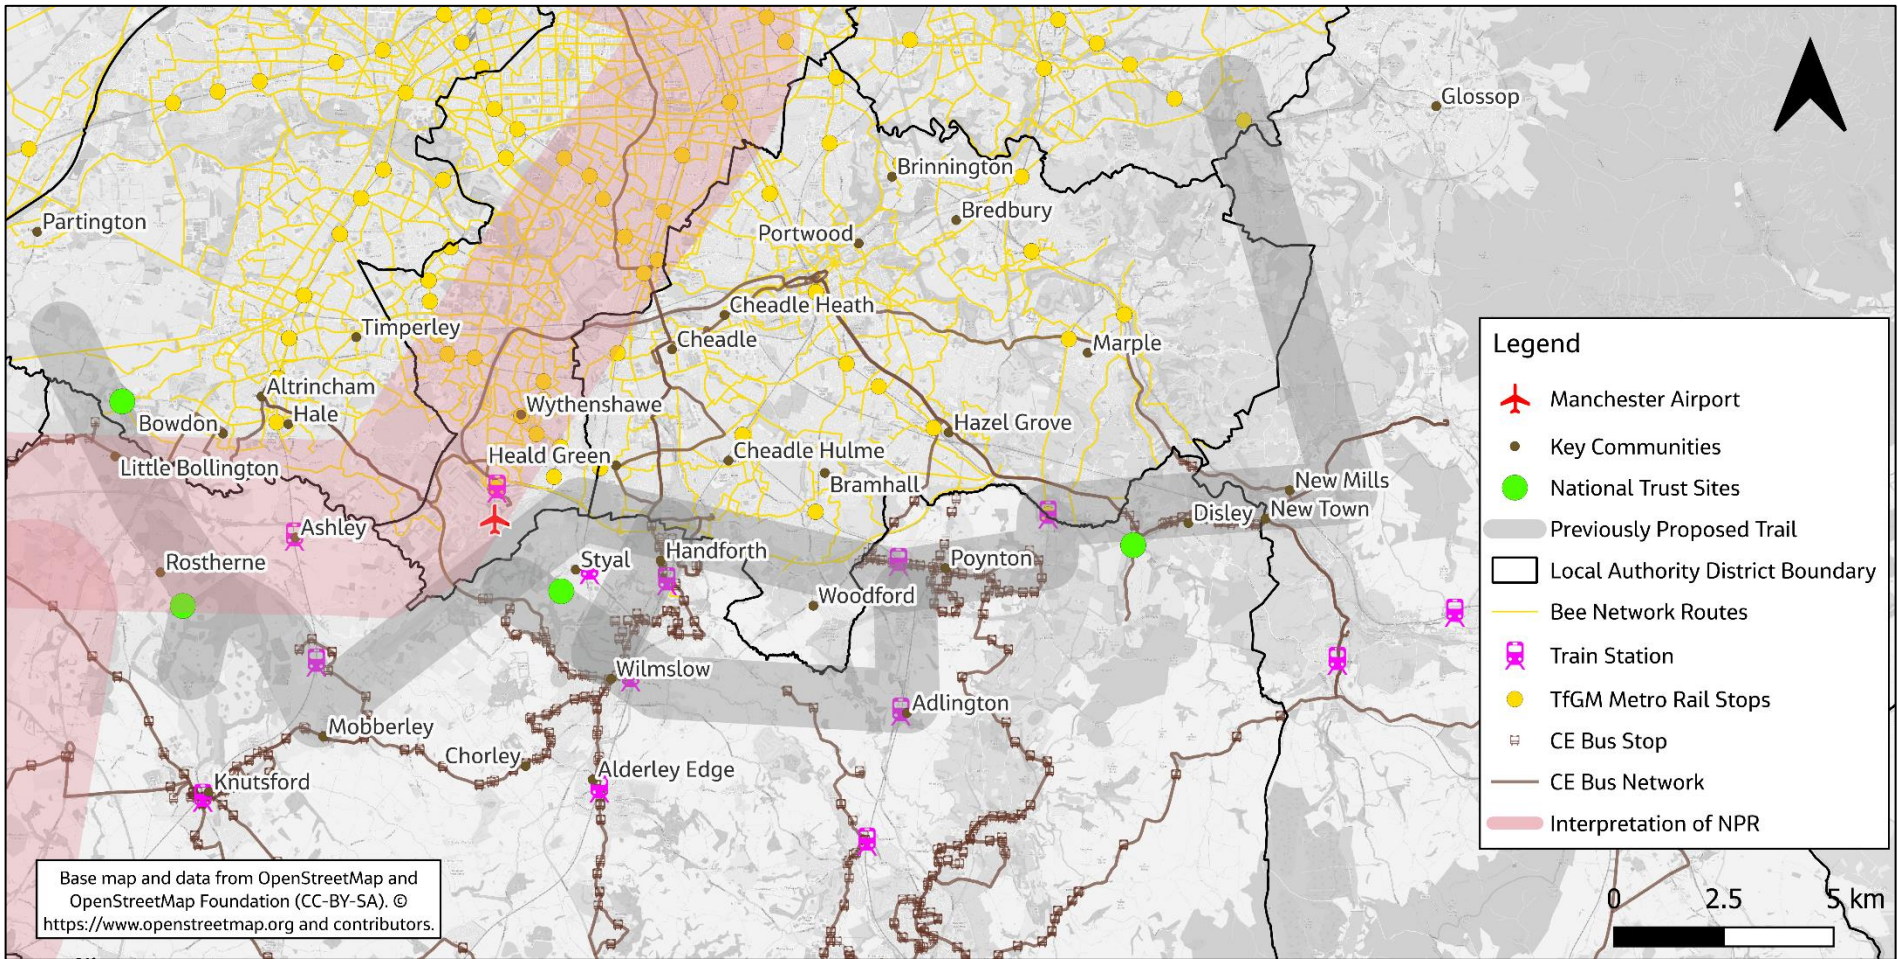 Glossop
Brinnington
Bredbury
Partington
Portwood
Cheadle Heath
Timperley
Cheadle
Marple
Altrincham
Wythenshawe
Hale
Bowdon
Hazel Grove
Heald Green
Cheadle Hulme
Little Bollington
Bramhall
New Mills
Disley
New Town
Ashley
Handforth
Styal
Poynton
Rostherne
Woodford
Wilmslow
Adlington
Mobberley
Chorley
Alderley Edge
Knutsford
Legend
Manchester Airport
Key Communities
National Trust Sites
Previously Proposed Trail
Local Authority District Boundary
Bee Network Routes
Train Station
TfGM Metro Rail Stops
CE Bus Stop
CE Bus Network
Interpretation of NPR
Base map and data from OpenStreetMap and
OpenStreetMap Foundation (CC-BY-SA). ©
https://www.openstreetmap.org and contributors.
0 2.5 5 km